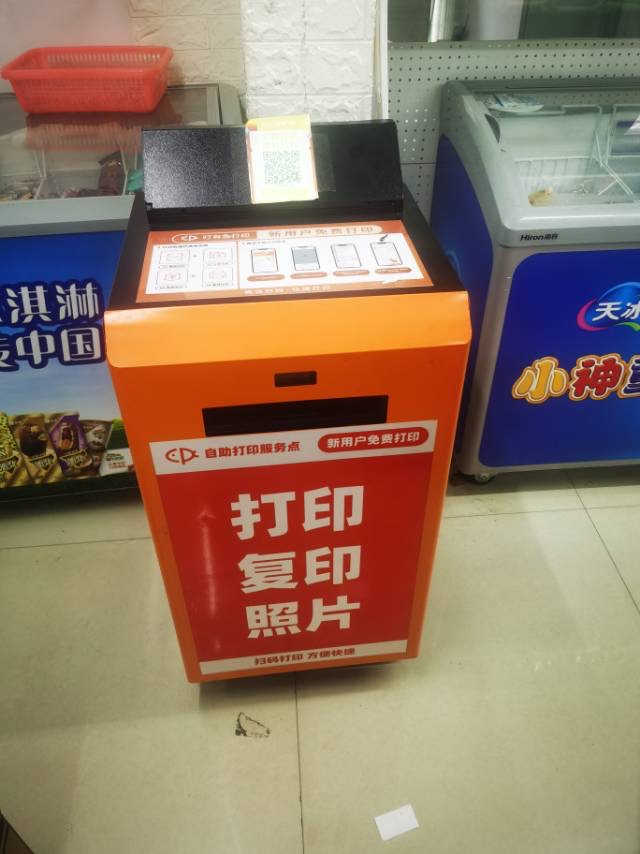 新用户免费打印
Hiron海容
淇淋
中国
天冰
小神童
自助打印服务点
新用户免费打印
打印
复印
照片
扫码打印 方便快捷